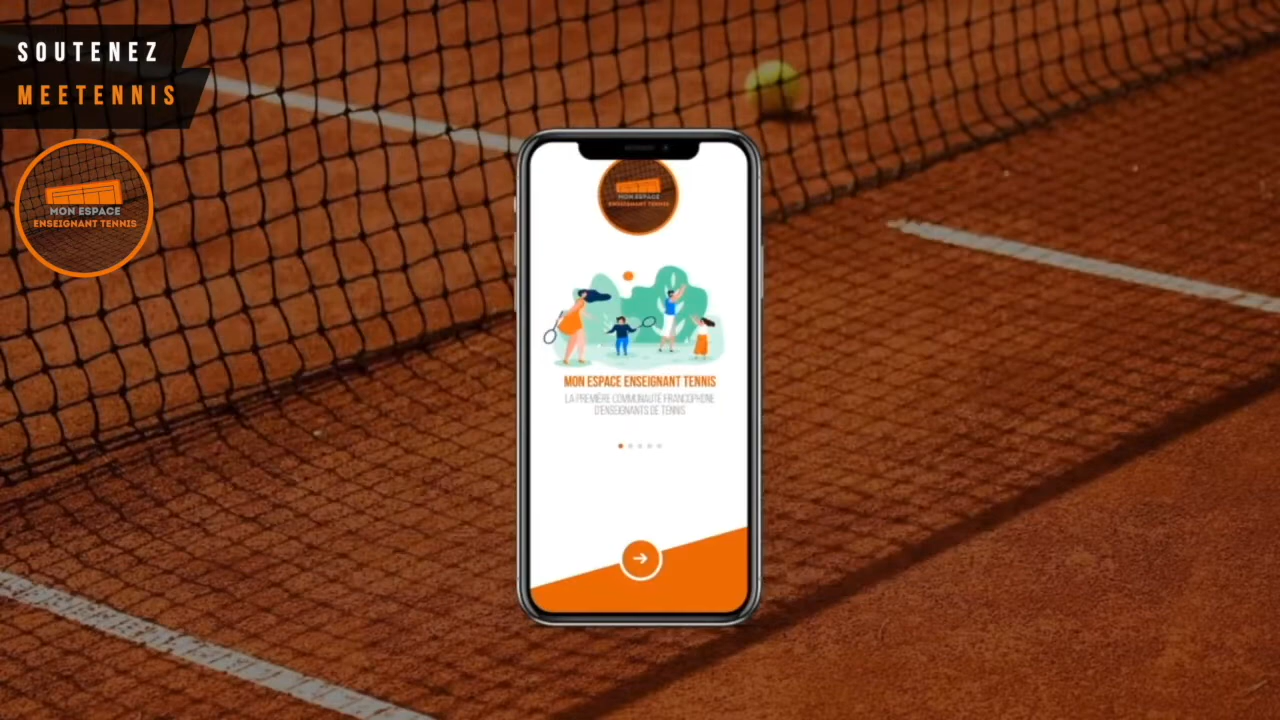 SOUTENEZ
MEETENNIS
MON ESPACE
ENSEIGNANT TENNIS
MON ESPACE
ENSEIGNANT TENNIS
MON ESPACE ENSEIGNANT TENNIS
LA PREMIÈRE COMMUNAUTÉ FRANCOPHONE
D'ENSEIGNANTS DE TENNIS